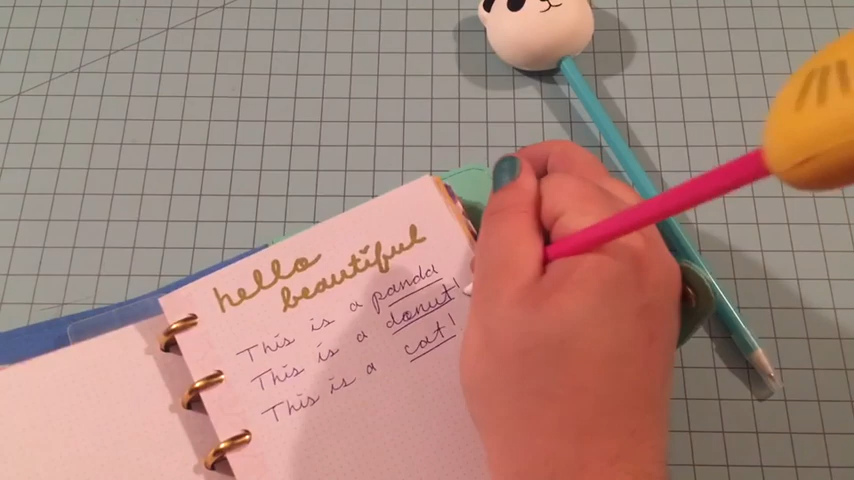 hello
beautiful
This is a panda
This is a donut!
This is a cat!